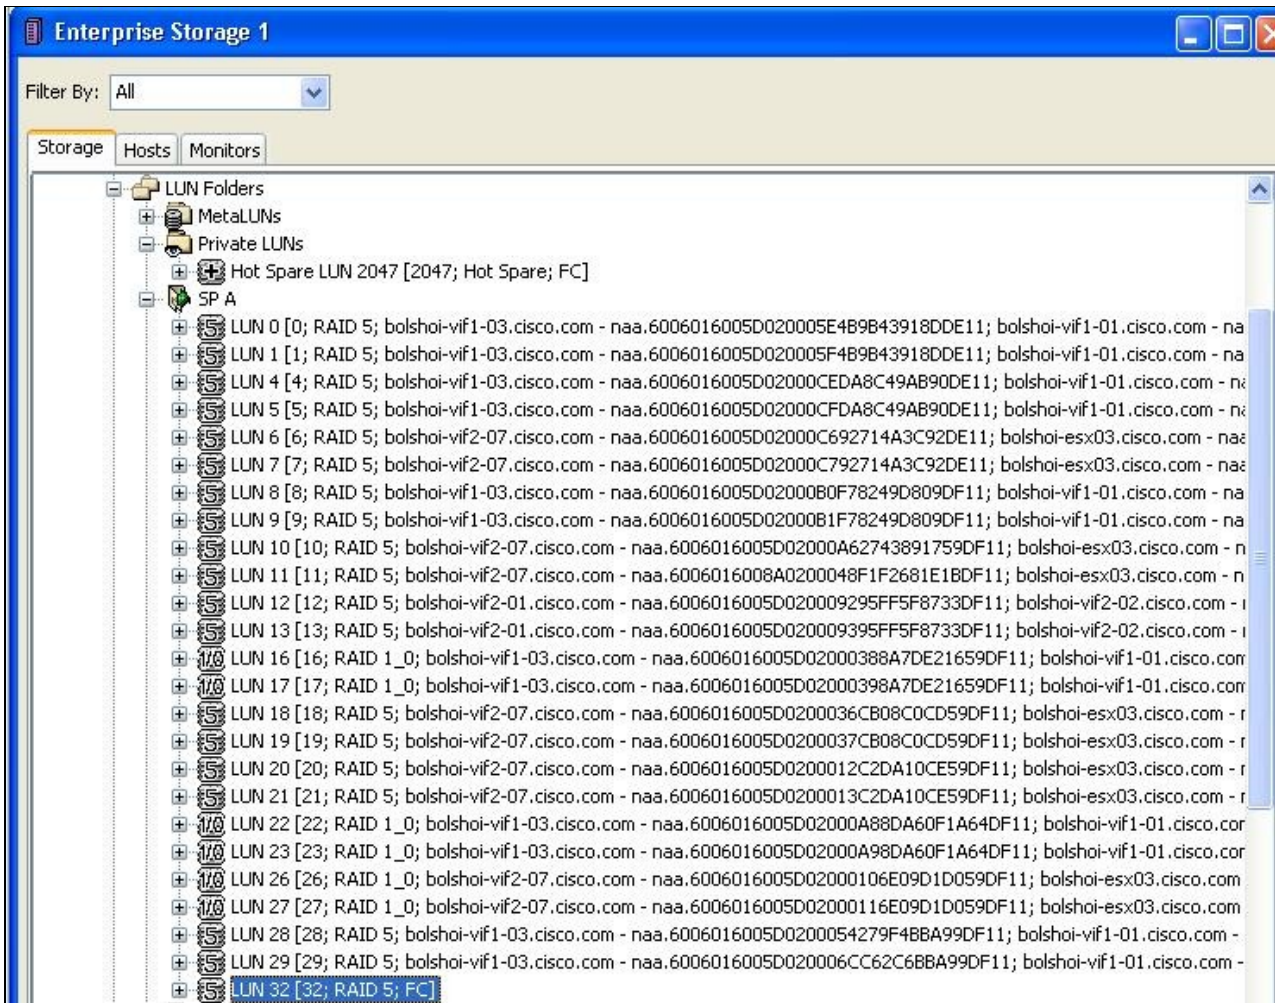 Enterprise Storage 1
Filter By: All
Storage Hosts Monitors
LUN Folders
MetaLUNs
Private LUNs
Hot Spare LUN 2047 [2047; Hot Spare; FC]
SP A
LUN 0 [0; RAID 5; bolshoi-vif1-03.cisco.com - naa.6006016005D020005E4B9B43918DDE11; bolshoi-vif1-01.cisco.com - na
LUN 1 [1; RAID 5; bolshoi-vif1-03.cisco.com - naa.6006016005D020005F4B9B43918DDE11; bolshoi-vif1-01.cisco.com - na
LUN 4 [4; RAID 5; bolshoi-vif1-03.cisco.com - naa.6006016005D02000CEDA8C49AB90DE11; bolshoi-vif1-01.cisco.com - na
LUN 5 [5; RAID 5; bolshoi-vif1-03.cisco.com - naa.6006016005D02000CFDA8C49AB90DE11; bolshoi-vif1-01.cisco.com - na
LUN 6 [6; RAID 5; bolshoi-vif2-07.cisco.com - naa.6006016005D02000C692714A3C92DE11; bolshoi-esx03.cisco.com - naa
LUN 7 [7; RAID 5; bolshoi-vif2-07.cisco.com - naa.6006016005D02000C792714A3C92DE11; bolshoi-esx03.cisco.com - naa
LUN 8 [8; RAID 5; bolshoi-vif1-03.cisco.com - naa.6006016005D02000B0F78249D809DF11; bolshoi-vif1-01.cisco.com - na
LUN 9 [9; RAID 5; bolshoi-vif1-03.cisco.com - naa.6006016005D02000B1F78249D809DF11; bolshoi-vif1-01.cisco.com - na
LUN 10 [10; RAID 5; bolshoi-vif2-07.cisco.com - naa.6006016005D02000A62743891759DF11; bolshoi-esx03.cisco.com - n
LUN 11 [11; RAID 5; bolshoi-vif2-07.cisco.com - naa.6006016008A0200048F1F2681E1BDF11; bolshoi-esx03.cisco.com - n
LUN 12 [12; RAID 5; bolshoi-vif2-01.cisco.com - naa.6006016005D020009295FF5F8733DF11; bolshoi-vif2-02.cisco.com -
LUN 13 [13; RAID 5; bolshoi-vif2-01.cisco.com - naa.6006016005D020009395FF5F8733DF11; bolshoi-vif2-02.cisco.com -
LUN 16 [16; RAID 1_0; bolshoi-vif1-03.cisco.com - naa.6006016005D02000388A7DE21659DF11; bolshoi-vif1-01.cisco.com
LUN 17 [17; RAID 1_0; bolshoi-vif1-03.cisco.com - naa.6006016005D02000398A7DE21659DF11; bolshoi-vif1-01.cisco.com
LUN 18 [18; RAID 5; bolshoi-vif2-07.cisco.com - naa.6006016005D0200036CB08C0CD59DF11; bolshoi-esx03.cisco.com -
LUN 19 [19; RAID 5; bolshoi-vif2-07.cisco.com - naa.6006016005D0200037CB08C0CD59DF11; bolshoi-esx03.cisco.com -
LUN 20 [20; RAID 5; bolshoi-vif2-07.cisco.com - naa.6006016005D0200012C2DA10CE59DF11; bolshoi-esx03.cisco.com -
LUN 21 [21; RAID 5; bolshoi-vif2-07.cisco.com - naa.6006016005D0200013C2DA10CE59DF11; bolshoi-esx03.cisco.com -
LUN 22 [22; RAID 1_0; bolshoi-vif1-03.cisco.com - naa.6006016005D02000A88DA60F1A64DF11; bolshoi-vif1-01.cisco.cor
LUN 23 [23; RAID 1_0; bolshoi-vif1-03.cisco.com - naa.6006016005D02000A98DA60F1A64DF11; bolshoi-vif1-01.cisco.cor
LUN 26 [26; RAID 1_0; bolshoi-vif2-07.cisco.com - naa.6006016005D02000106E09D1D059DF11; bolshoi-esx03.cisco.com
LUN 27 [27; RAID 1_0; bolshoi-vif2-07.cisco.com - naa.6006016005D02000116E09D1D059DF11; bolshoi-esx03.cisco.com
LUN 28 [28; RAID 5; bolshoi-vif1-03.cisco.com - naa.6006016005D0200054279F4BBA99DF11; bolshoi-vif1-01.cisco.com -
LUN 29 [29; RAID 5; bolshoi-vif1-03.cisco.com - naa.6006016005D020006CC62C6BBA99DF11; bolshoi-vif1-01.cisco.com -
LUN 32 [32; RAID 5; FC]